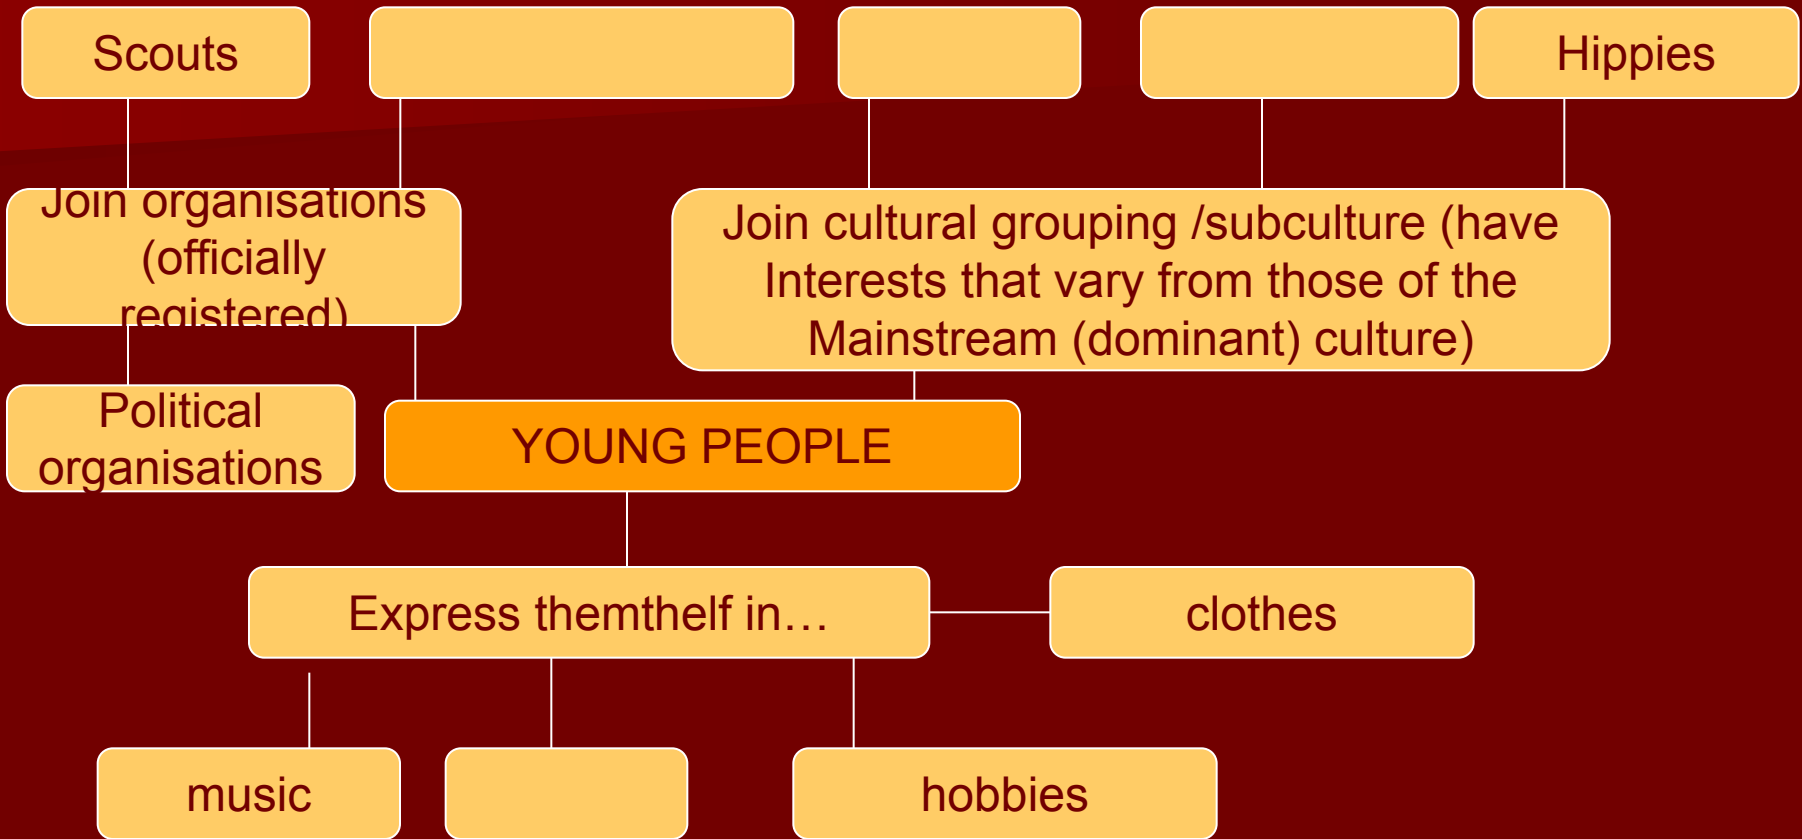 Scouts
Hippies
Join organisations
(officially
registered)
Join cultural grouping /subculture (have
Interests that vary from those of the
Mainstream (dominant) culture)
Political
organisations
YOUNG PEOPLE
Express themthelf in…
clothes
music
hobbies